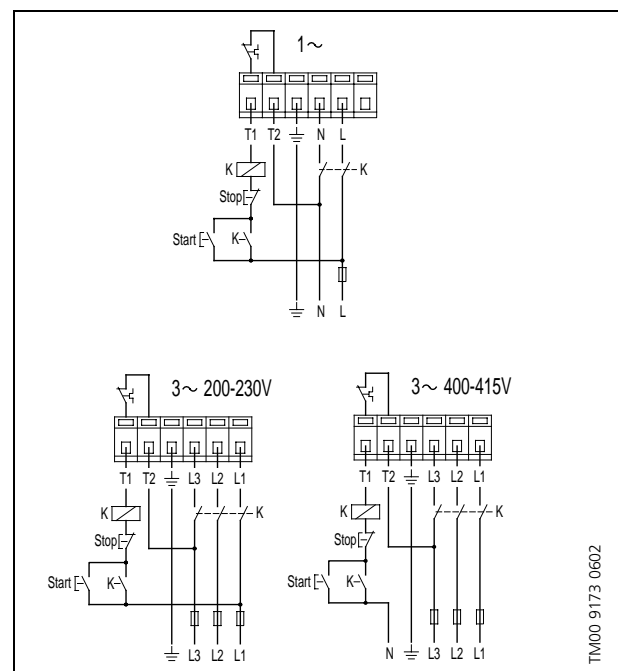 1~
T1 T2 N L
K K
Stop
Start K
N L
3~ 200-230V
T1 T2 L3 L2 L1
K K
Stop
Start K
L3 L2 L1
3~ 400-415V
T1 T2 L3 L2 L1
K K
Stop
Start K
N L3 L2 L1
TM00 9173 0602